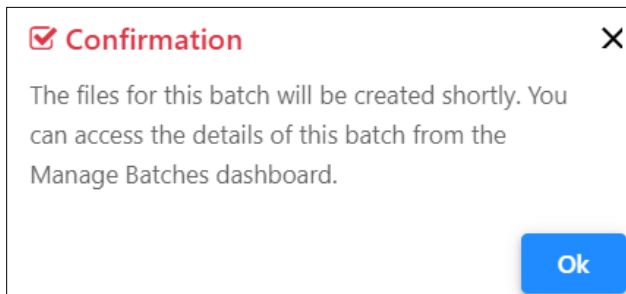 Confirmation
The files for this batch will be created shortly. You
can access the details of this batch from the
Manage Batches dashboard.
Ok